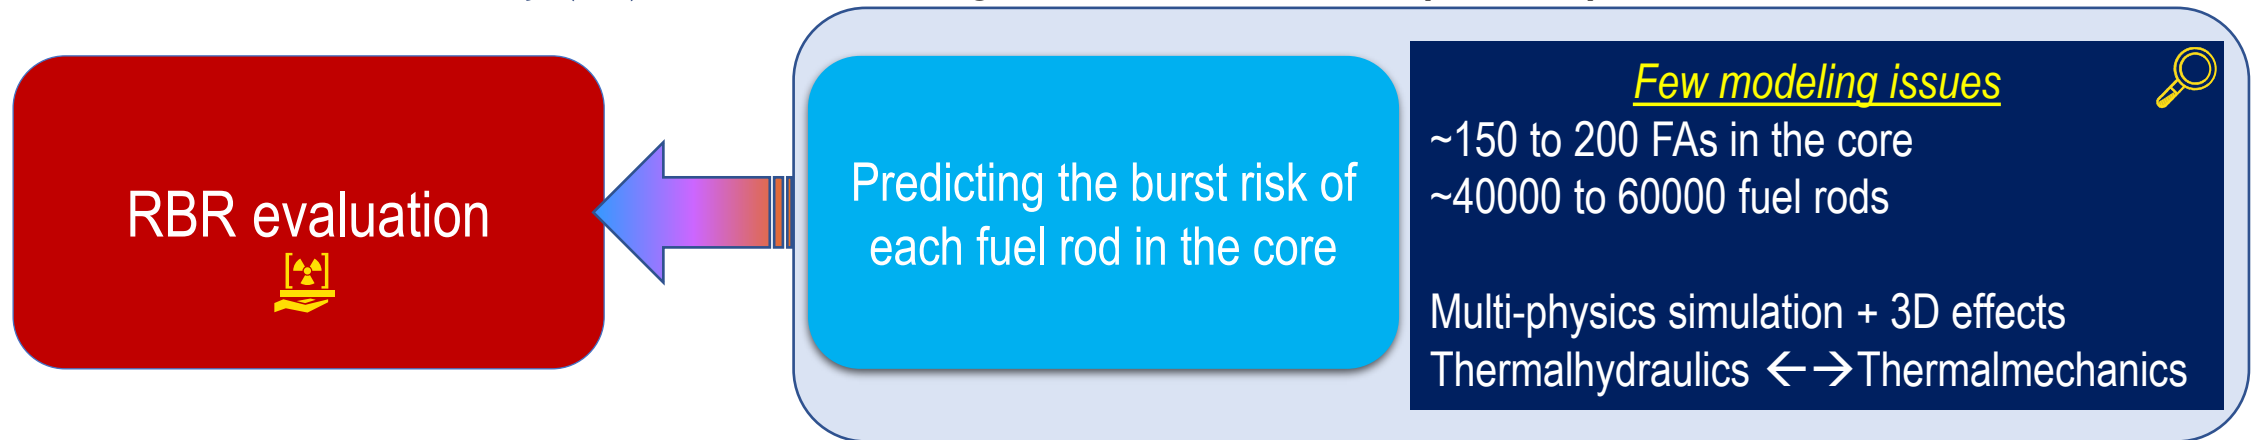 RBR evaluation
Predicting the burst risk of
each fuel rod in the core
Few modeling issues
~150 to 200 FAs in the core
~40000 to 60000 fuel rods
Multi-physics simulation + 3D effects
Thermalhydraulics ←→Thermalmechanics